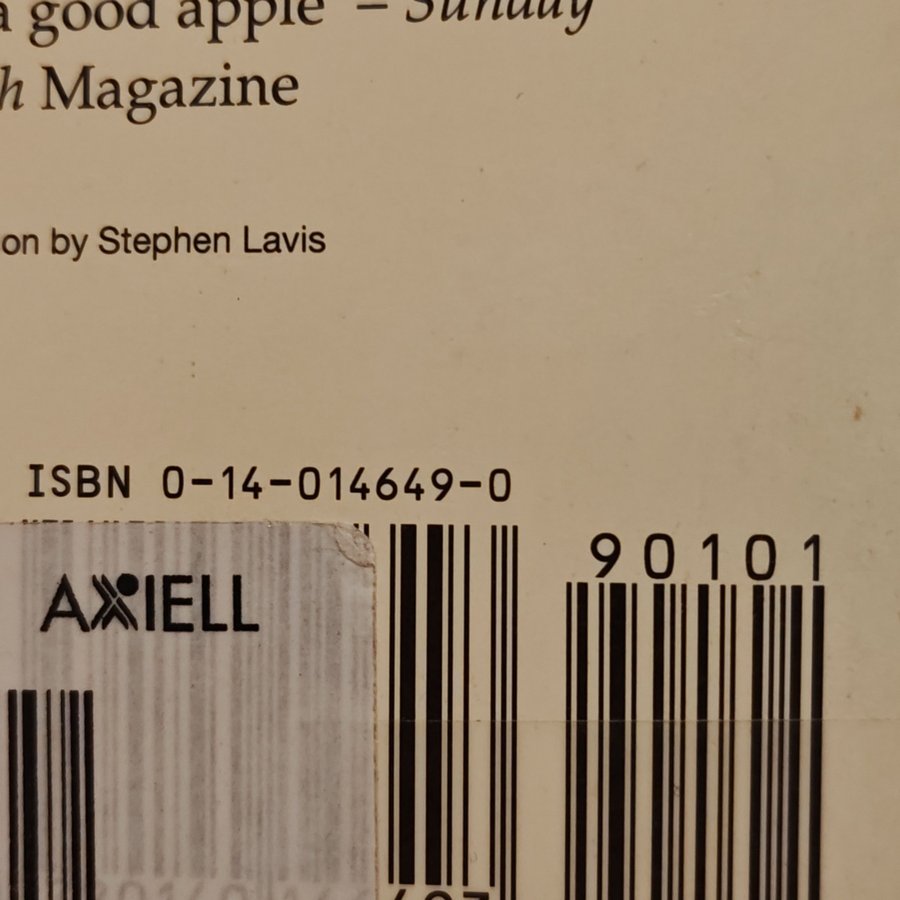 a good apple' – Sunday
h Magazine
on by Stephen Lavis
ISBN 0-14-014649-0
90101
AXIELL